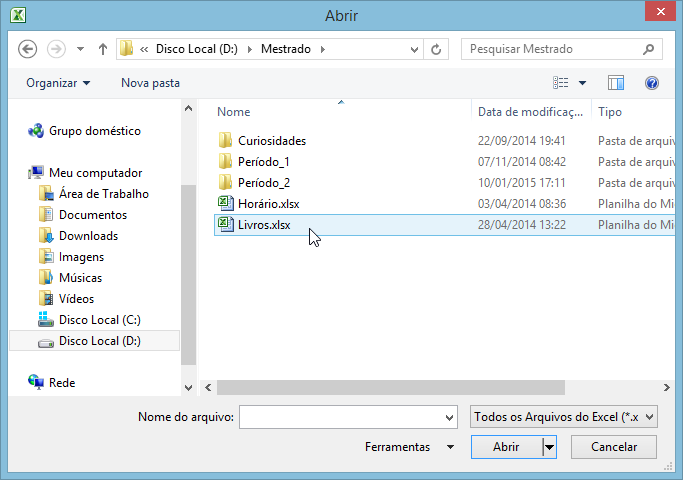 Abrir
« Disco Local (D:) Mestrado
Pesquisar Mestrado
Organizar
Nova pasta
Nome
Data de modificaç...
Tipo
Grupo doméstico
Meu computador
Área de Trabalho
Documentos
Downloads
Imagens
Músicas
Vídeos
Disco Local (C:)
Disco Local (D:)
Rede
Curiosidades 22/09/2014 19:41 Pasta de arquiv
Período_1 07/11/2014 08:42 Pasta de arquiv
Período_2 10/01/2015 17:11 Pasta de arquiv
Horário.xlsx 03/04/2014 08:36 Planilha do Mi
Livros.xlsx 28/04/2014 13:22 Planilha do Mi
Nome do arquivo:
Todos os Arquivos do Excel (*.x
Ferramentas
Abrir
Cancelar